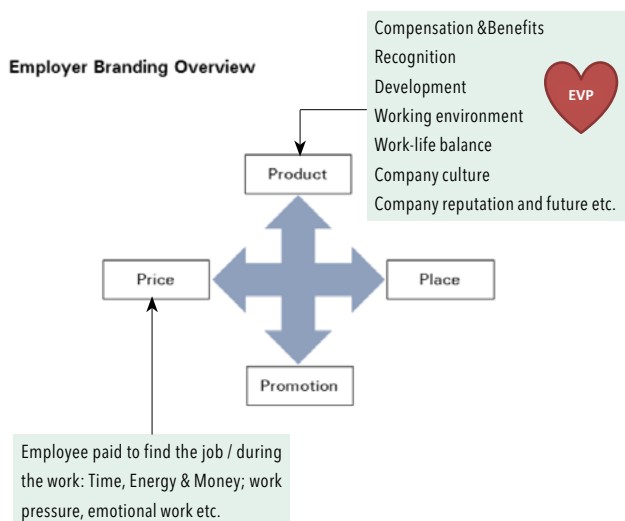 Employer Branding Overview
Compensation &Benefits
Recognition
Development
Working environment
Work-life balance
Company culture
Company reputation and future etc.
EVP
Product
Price
Place
Promotion
Employee paid to find the job / during
the work: Time, Energy & Money; work
pressure, emotional work etc.